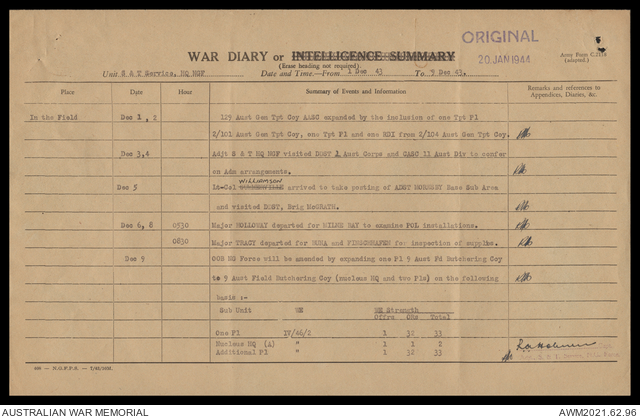 ORIGINAL
20 JAN 1944
WAR DIARY or INTELLIGENCE SUMMARY
(Erase heading not required).
Army Form C.2118
(adapted.)
Unit S & T Service, HQ NGF Date and Time.—From 1 Dec 43 To 9 Dec 43.
Place Date Hour Summary of Events and Information Remarks and references to Appendices, Diaries, &c.
In the Field Dec 1, 2 129 Aust Gen Tpt Coy AASC expanded by the inclusion of one Tpt Pl
2/101 Aust Gen Tpt Coy, one Tpt Pl and one RDI from 2/104 Aust Gen Tpt Coy.
Dec 3,4 Adjt S & T HQ NGF visited DDST 1 Aust Corps and CASC 11 Aust Div to confer
on Adm arrangements.
WILLIAMSON
Dec 5 Lt-Col arrived to take posting of ADST MORESBY Base Sub Area
and visited DDST, Brig McGRATH.
Dec 6, 8 0530 Major HOLLOWAY departed for MILNE BAY to examine POL installations.
0830 Major TRACY departed for BUNA and FINSCHHAFEN for inspection of supplies.
Dec 9 OOB NG Force will be amended by expanding one Pl 9 Aust Fd Butchering Coy
to 9 Aust Field Butchering Coy (nucleus HQ and two Pls) on the following
basis :-
Sub Unit WE WE Strength
Offrs ORs Total
One Pl IV/46/2 1 32 33
Nucleus HQ (A) " 1 1 2
Additional Pl " 1 32 33
AUSTRALIAN WAR MEMORIAL AWM2021.62.96